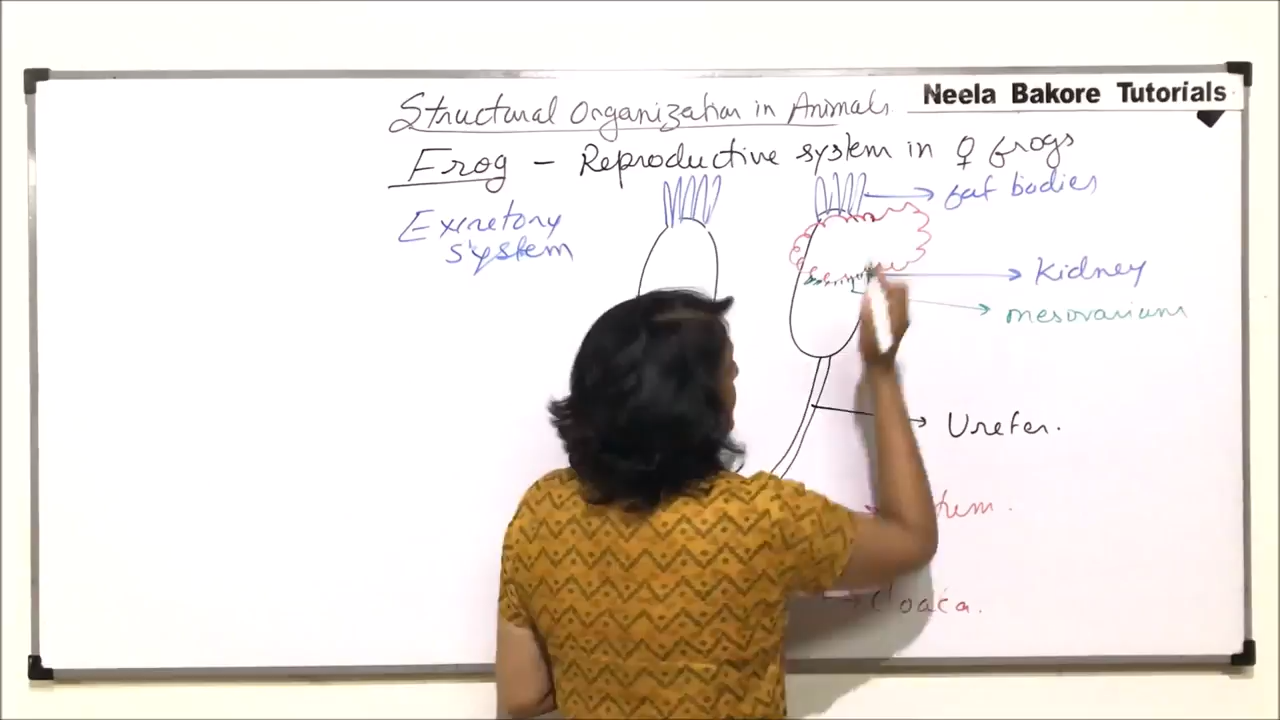 Structural Organization in Animals
Neela Bakore Tutorials
Frog - Reproductive system in ♀ frogs
Excretory system
fat bodies
Kidney
mesovarium
Ureter.
Cloaca.